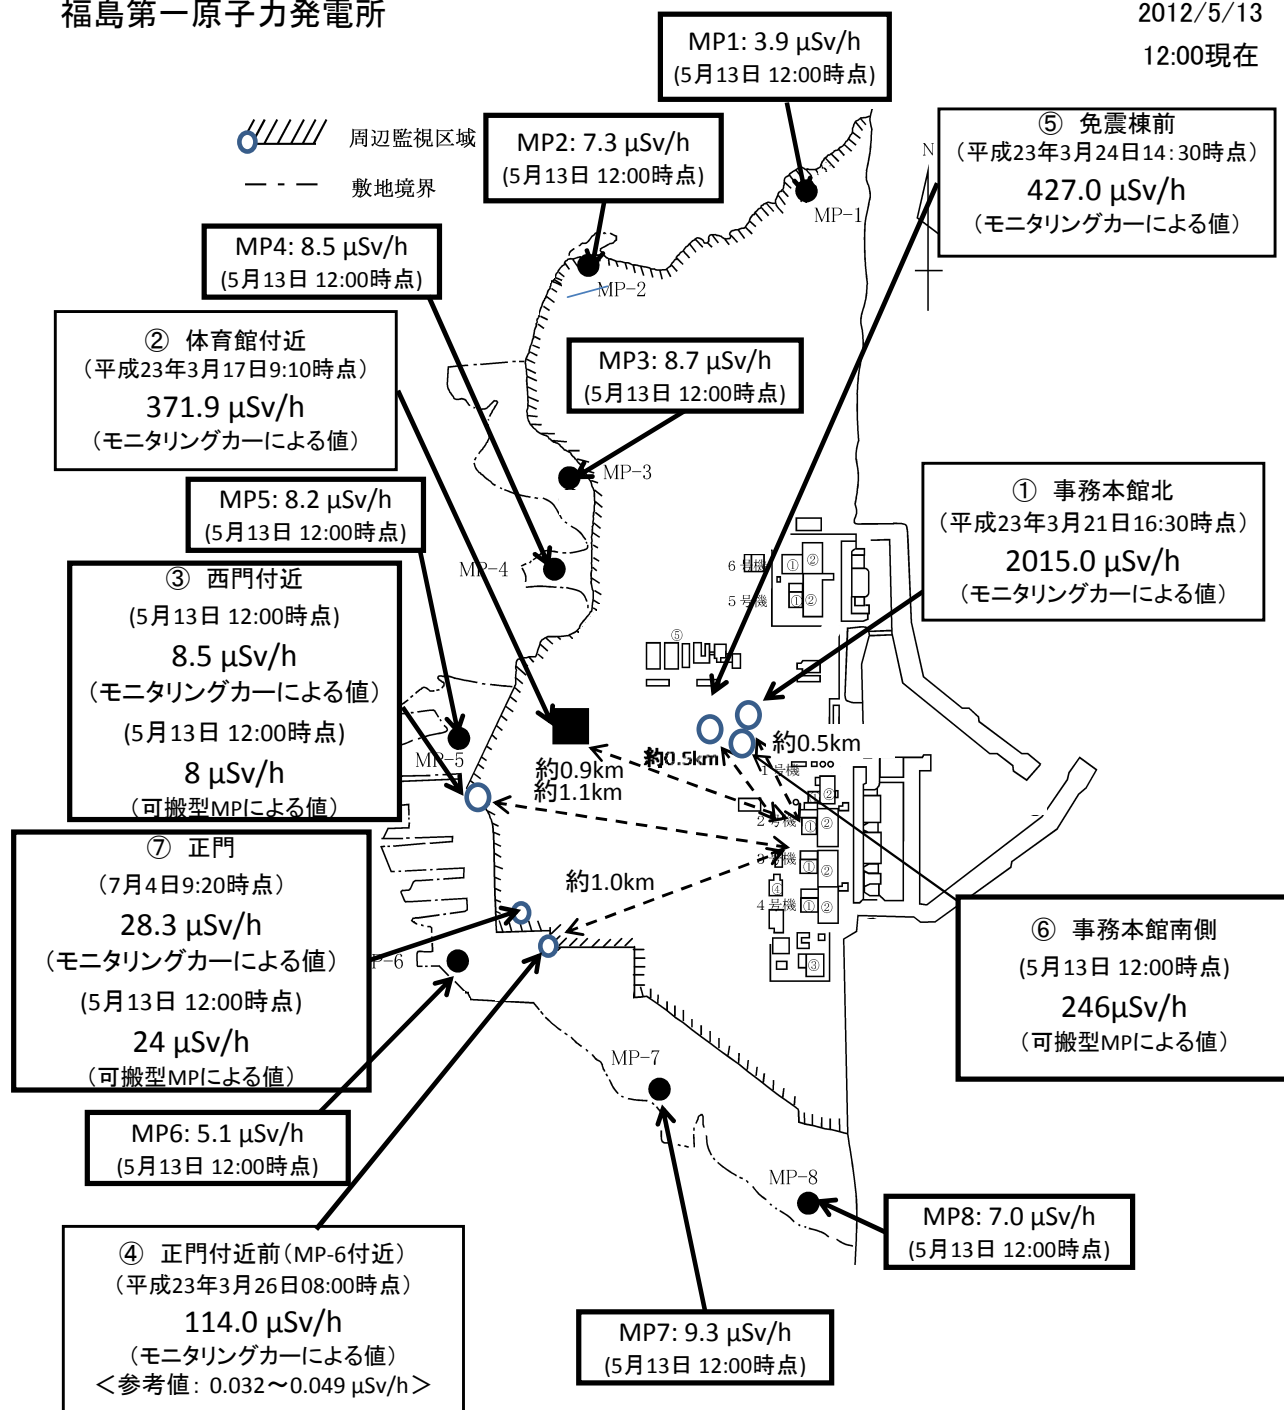 福島第一原子力発電所
2012/5/13
12:00現在
周辺監視区域
敷地境界
N
MP1: 3.9 μSv/h
(5月13日 12:00時点)
MP-1
MP2: 7.3 μSv/h
(5月13日 12:00時点)
MP-2
⑤ 免震棟前
(平成23年3月24日14:30時点)
427.0 μSv/h
(モニタリングカーによる値)
MP4: 8.5 μSv/h
(5月13日 12:00時点)
② 体育館付近
(平成23年3月17日9:10時点)
371.9 μSv/h
(モニタリングカーによる値)
MP3: 8.7 μSv/h
(5月13日 12:00時点)
MP-3
MP5: 8.2 μSv/h
(5月13日 12:00時点)
MP-4
① 事務本館北
(平成23年3月21日16:30時点)
2015.0 μSv/h
(モニタリングカーによる値)
③ 西門付近
(5月13日 12:00時点)
8.5 μSv/h
(モニタリングカーによる値)
(5月13日 12:00時点)
8 μSv/h
(可搬型MPによる値)
6号機 ① ②
5号機 ① ②
⑤
MP-5
約0.9km
約1.1km
約0.5km
約0.5km
1号機
②
2号機 ① ②
3号機 ① ②
④
4号機 ① ②
③
約1.0km
⑦ 正門
(7月4日9:20時点)
28.3 μSv/h
(モニタリングカーによる値)
(5月13日 12:00時点)
24 μSv/h
(可搬型MPによる値)
P-6
⑥ 事務本館南側
(5月13日 12:00時点)
246μSv/h
(可搬型MPによる値)
MP-7
MP6: 5.1 μSv/h
(5月13日 12:00時点)
MP-8
MP8: 7.0 μSv/h
(5月13日 12:00時点)
④ 正門付近前(MP-6付近)
(平成23年3月26日08:00時点)
114.0 μSv/h
(モニタリングカーによる値)
<参考値: 0.032~0.049 μSv/h>
MP7: 9.3 μSv/h
(5月13日 12:00時点)